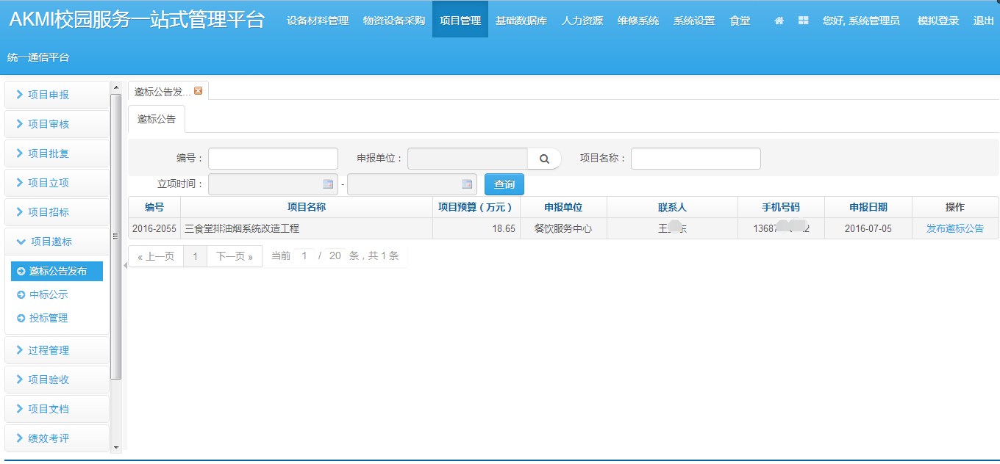 AKMI校园服务一站式管理平台 设备材料管理 物资设备采购 项目管理 基础数据库 人力资源 维修系统 系统设置 食堂 您好, 系统管理员 模拟登录 退出
统一通信平台
项目申报
项目审核
项目批复
项目立项
项目招标
项目邀标
邀标公告发布
中标公示
投标管理
过程管理
项目验收
项目文档
绩效考评
邀标公告发...
邀标公告
编号： 申报单位： 项目名称：
立项时间： - 查询
编号 项目名称 项目预算（万元） 申报单位 联系人 手机号码 申报日期 操作
2016-2055 三食堂排油烟系统改造工程 18.65 餐饮服务中心 王 东 1368 2 2016-07-05 发布邀标公告
« 上一页 1 下一页 » 当前 1 / 20 条，共 1 条